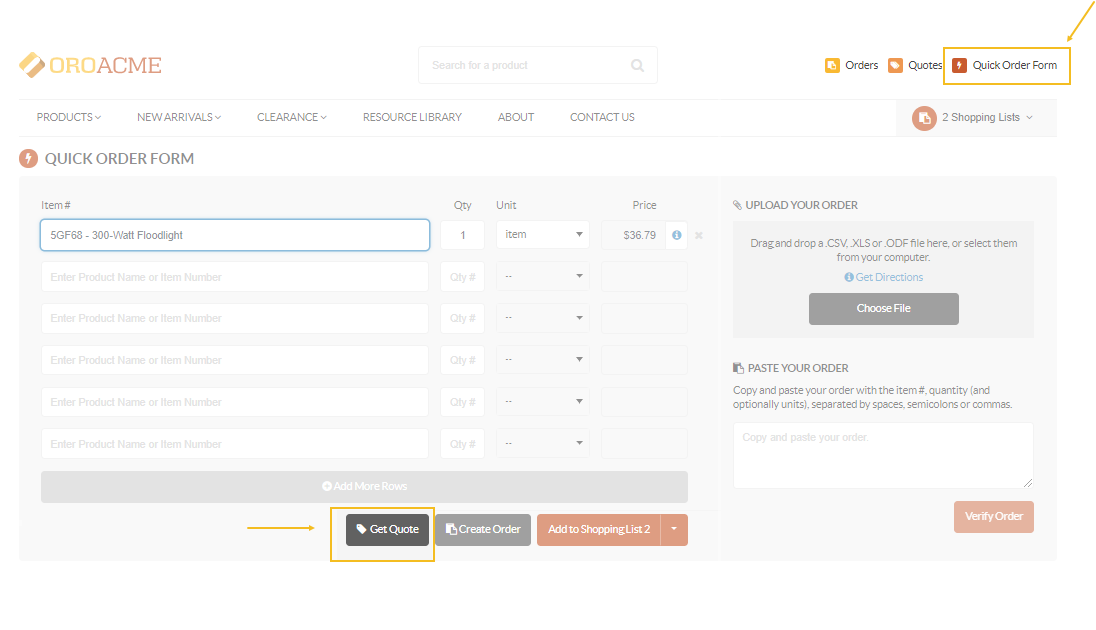 OROACME
Search for a product
Orders
Quotes
Quick Order Form
PRODUCTS
NEW ARRIVALS
CLEARANCE
RESOURCE LIBRARY
ABOUT
CONTACT US
2 Shopping Lists
QUICK ORDER FORM
Item #
Qty
Unit
Price
5GF68 - 300-Watt Floodlight
1
item
$36.79
Enter Product Name or Item Number
Qty #
--
Enter Product Name or Item Number
Qty #
--
Enter Product Name or Item Number
Qty #
--
Enter Product Name or Item Number
Qty #
--
Enter Product Name or Item Number
Qty #
--
Add More Rows
Get Quote
Create Order
Add to Shopping List 2
UPLOAD YOUR ORDER
Drag and drop a .CSV, .XLS or .ODF file here, or select them
from your computer.
Get Directions
Choose File
PASTE YOUR ORDER
Copy and paste your order with the item #, quantity (and
optionally units), separated by spaces, semicolons or commas.
Copy and paste your order.
Verify Order